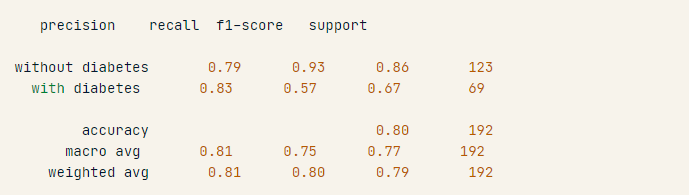 precision recall f1-score support
without diabetes 0.79 0.93 0.86 123
with diabetes 0.83 0.57 0.67 69
accuracy 0.80 192
macro avg 0.81 0.75 0.77 192
weighted avg 0.81 0.80 0.79 192